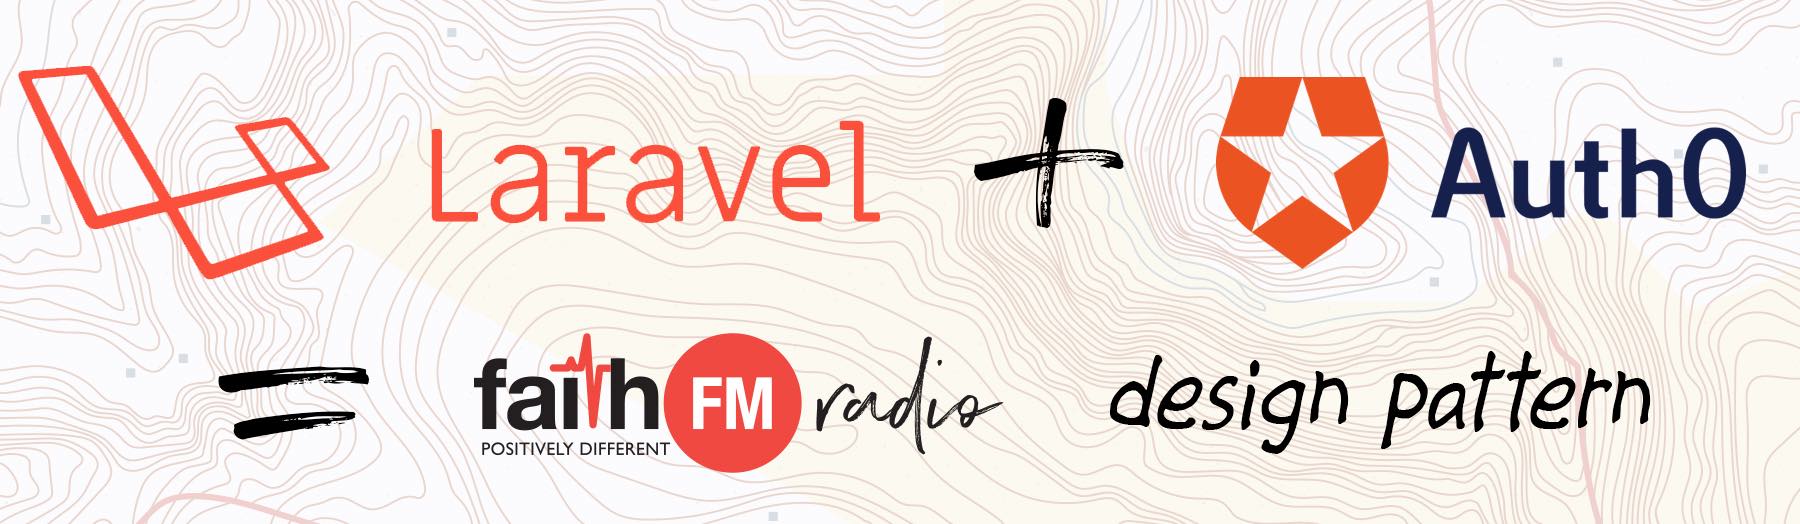 Laravel + Auth0
= faith FM radio design pattern
POSITIVELY DIFFERENT